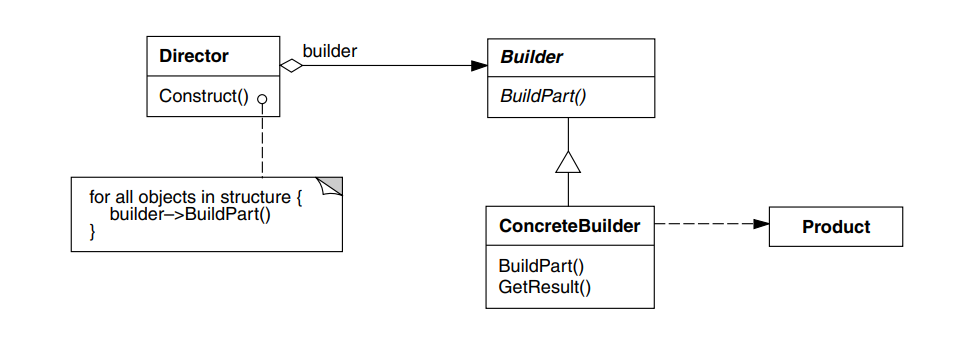 Director
Construct()
builder
Builder
BuildPart()
for all objects in structure {
builder–>BuildPart()
}
ConcreteBuilder
BuildPart()
GetResult()
Product